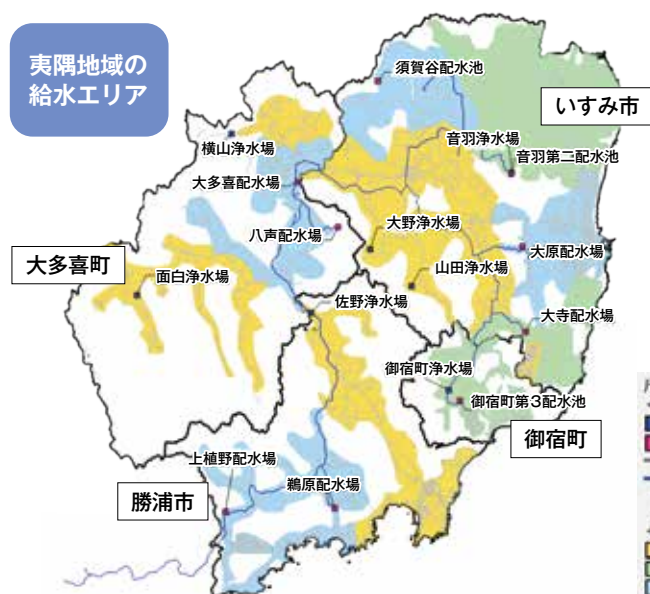 夷隅地域の
給水エリア
須賀谷配水池
いすみ市
横山浄水場
音羽浄水場
音羽第二配水池
大多喜配水場
八声配水場
大野浄水場
大原配水場
大多喜町
面白浄水場
山田浄水場
佐野浄水場
大寺配水場
御宿町浄水場
御宿町第3配水池
御宿町
上植野配水場
鵜原配水場
勝浦市